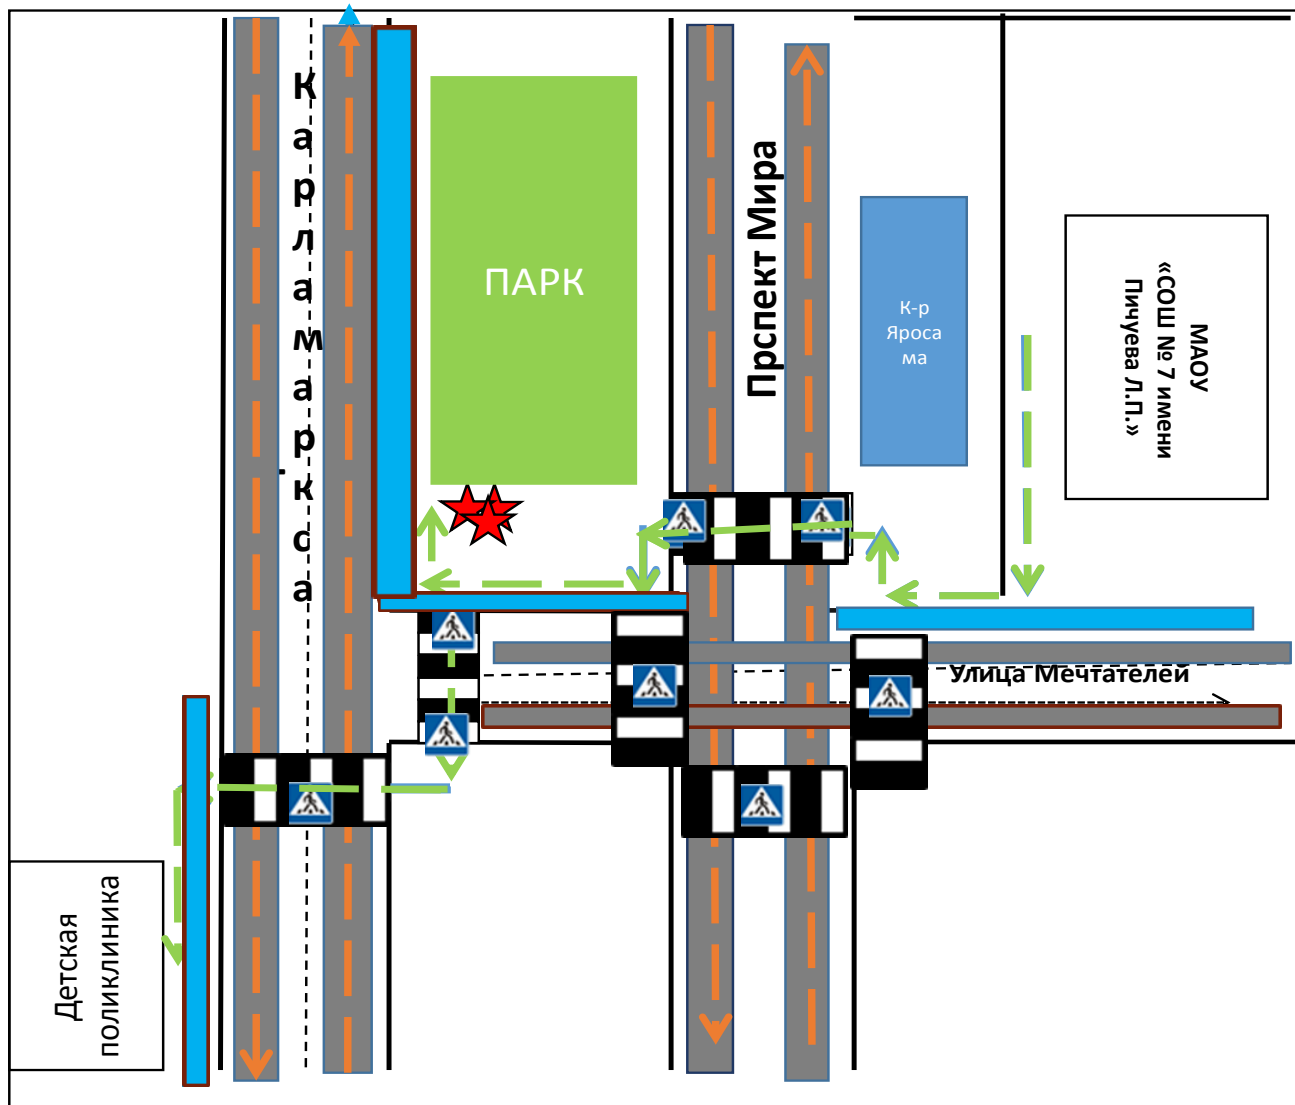 Карла маркса
ПАРК
Прспект Мира
К-р
Яроса
ма
МАОУ
«СОШ № 7 имени
Пичуева Л.П.»
Улица Мечтателей
Детская
поликлиника